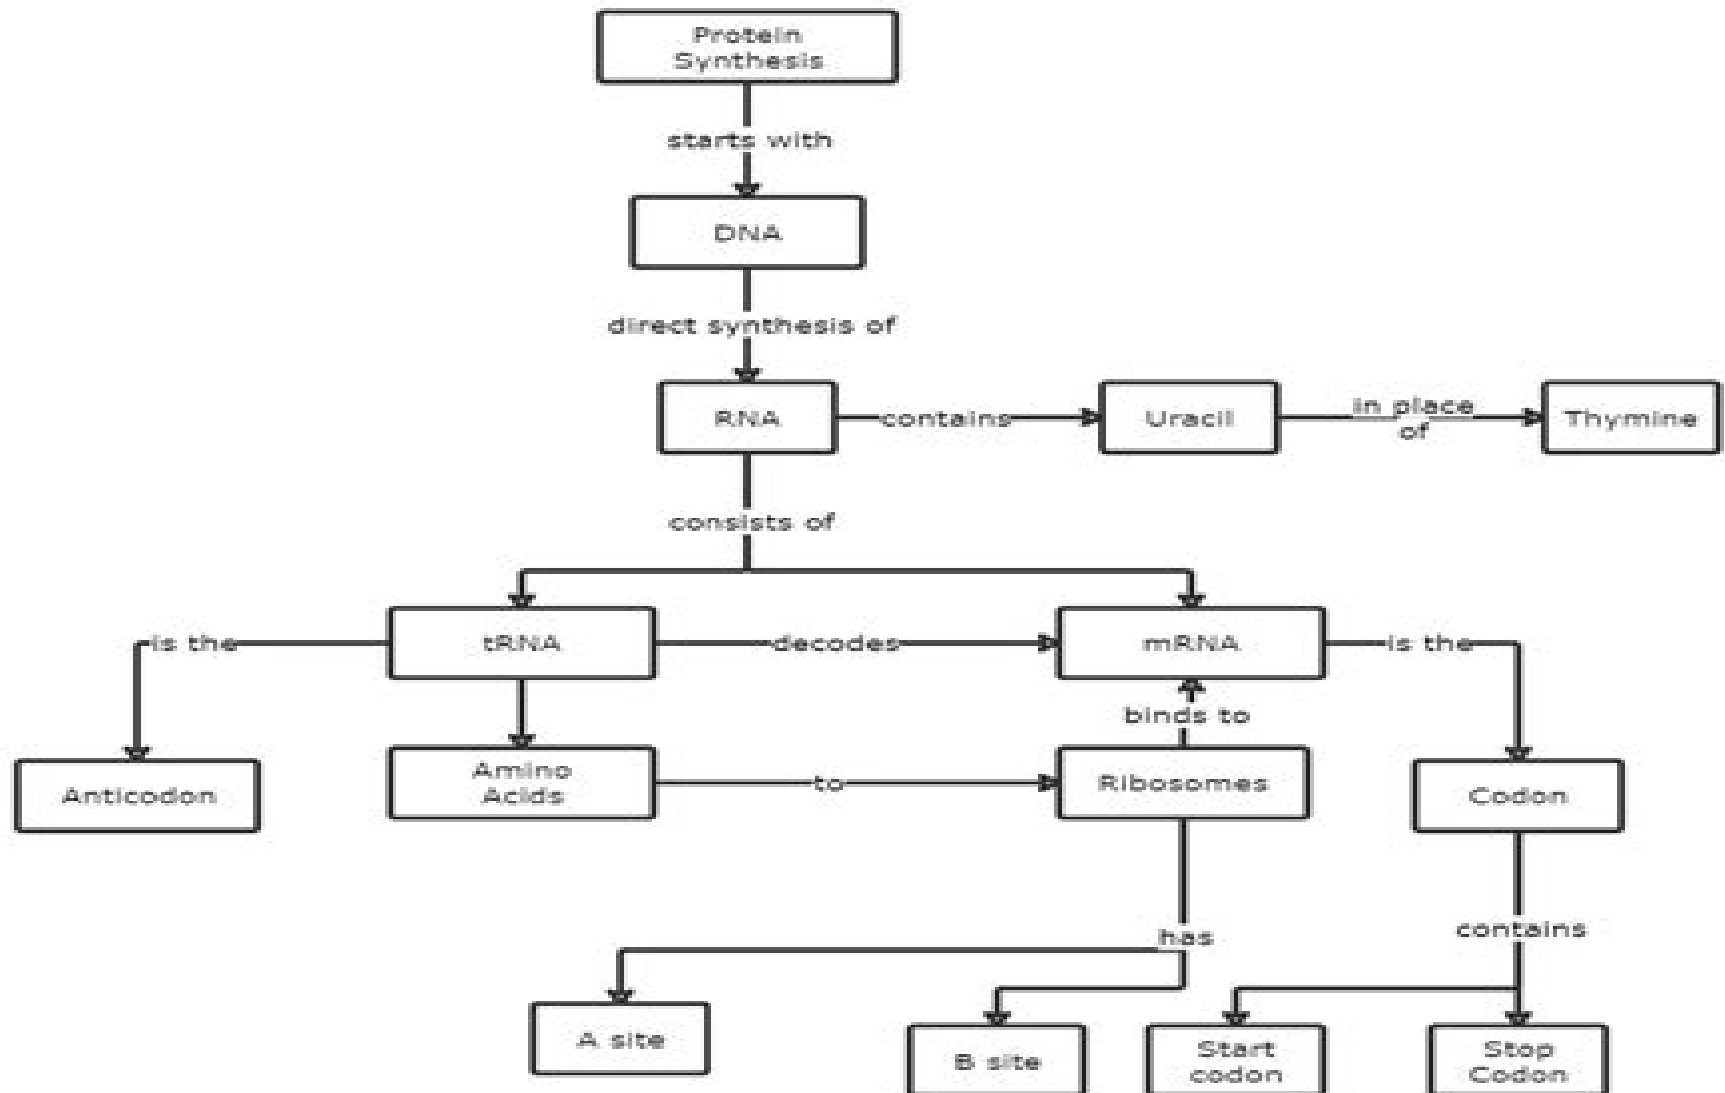 Protein
Synthesis
starts with
DNA
direct synthesis of
RNA
contains
Uracil
in place
of
Thymine
consists of
is the
tRNA
decodes
mRNA
is the
binds to
Anticodon
Amino
Acids
to
Ribosomes
Codon
has
contains
A site
B site
Start
codon
Stop
Codon